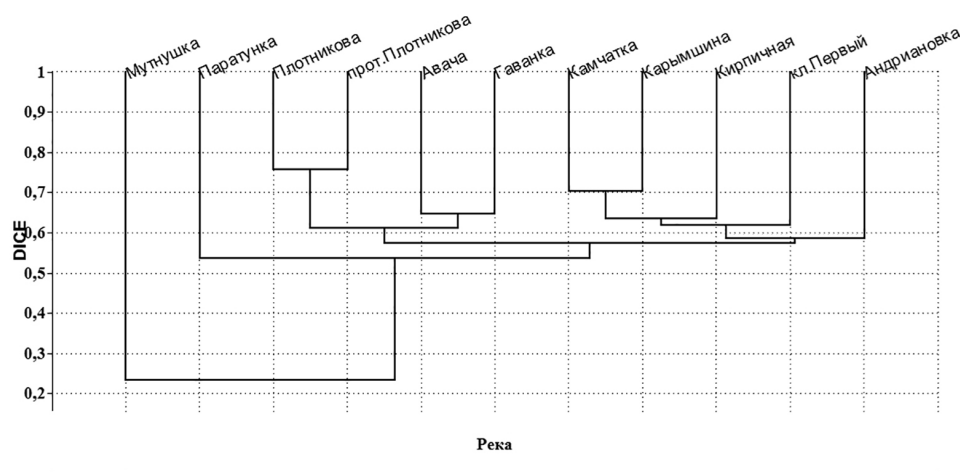 Мутнушка
Паратунка
Плотникова
прот.Плотникова
Авача
Гаванка
Камчатка
Карымшина
Кирпичная
кл.Первый
Андриановка
1
0,9
0,8
0,7
0,6
0,5
0,4
0,3
0,2
DICE
Река